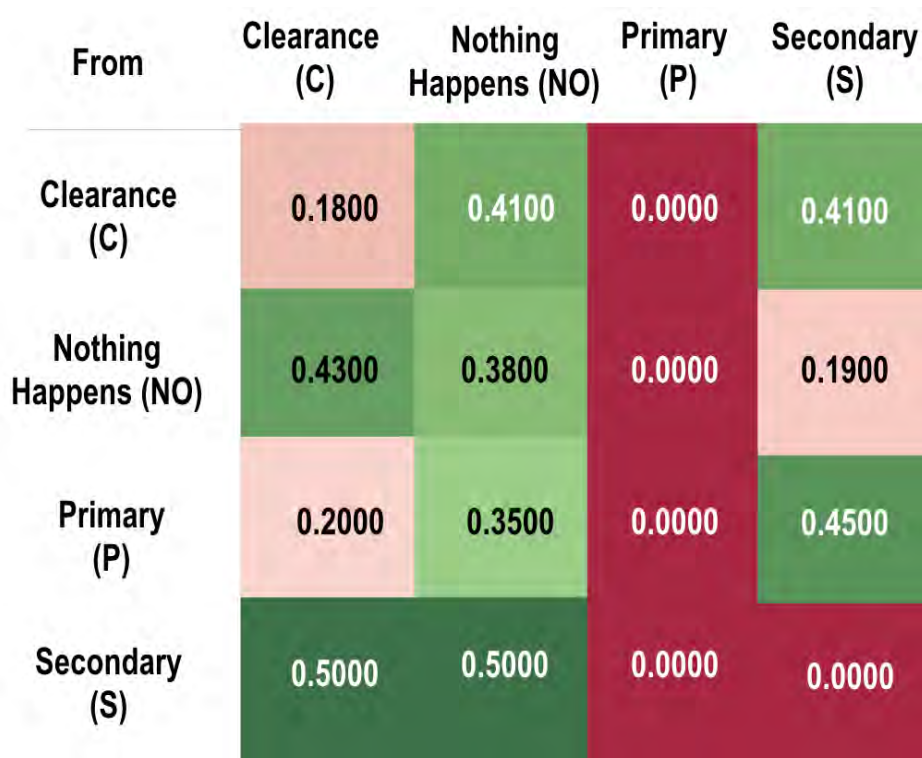 From Clearance (C) Nothing Happens (NO) Primary (P) Secondary (S)
Clearance (C) 0.1800 0.4100 0.0000 0.4100
Nothing Happens (NO) 0.4300 0.3800 0.0000 0.1900
Primary (P) 0.2000 0.3500 0.0000 0.4500
Secondary (S) 0.5000 0.5000 0.0000 0.0000